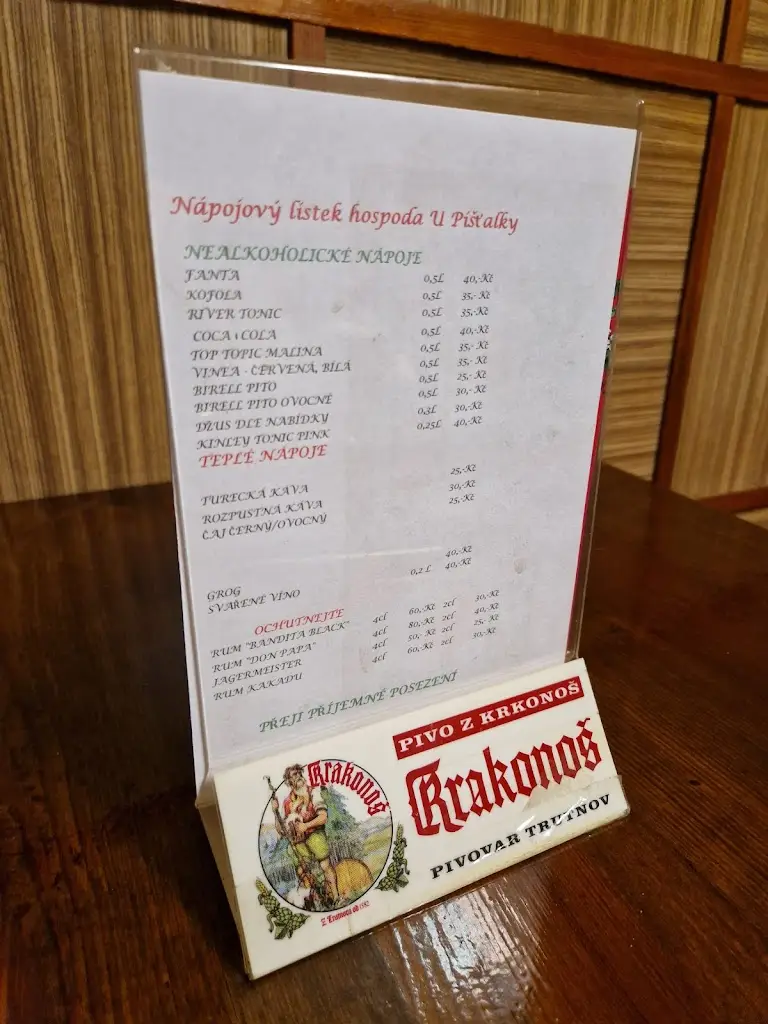 Nápojový lístek hospoda U Píšťalky
NEALKOHOLICKÉ NÁPOJE
FANTA 0,5L 40,-Kč
KOFOLA 0,5L 35,- Kč
RIVER TONIC 0,5L 35,-Kč
COCA COLA 0,5L 40,-Kč
TOP TOPIC MALINA 0,5L 35,- Kč
VINEA - ČERVENÁ, BÍLÁ 0,5L 35,- Kč
BIRELL PITO 0,5L 25,- Kč
BIRELL PITO OVOCNÉ 0,5L 30,- Kč
DŽUS DLE NABÍDKY 0,3L 30,-Kč
KINLEY TONIC PINK 0,25L 40,-Kč
TEPLÉ NÁPOJE
TURECKÁ KÁVA 25,-Kč
ROZPUSTNÁ KÁVA 30,-Kč
ČAJ ČERNÝ/OVOCNÝ 25,-Kč
GROG 40,-Kč
SVAŘENÉ VÍNO 0,2 L 40,-Kč
OCHUTNEJTE
RUM "BANDITA BLACK" 4cl 60,-Kč 2cl 30,-Kč
RUM "DON PAPA" 4cl 80,-Kč 2cl 40,-Kč
JAGERMEISTER 4cl 50,- Kč 2cl 25,- Kč
RUM KAKADU 4cl 60,-Kč 2cl 30,-Kč
PŘEJI PŘÍJEMNÉ POSEZENÍ
PIVO Z KRKONOŠ
Krakonoš
Krakonoš
PIVOVAR TRUTNOV